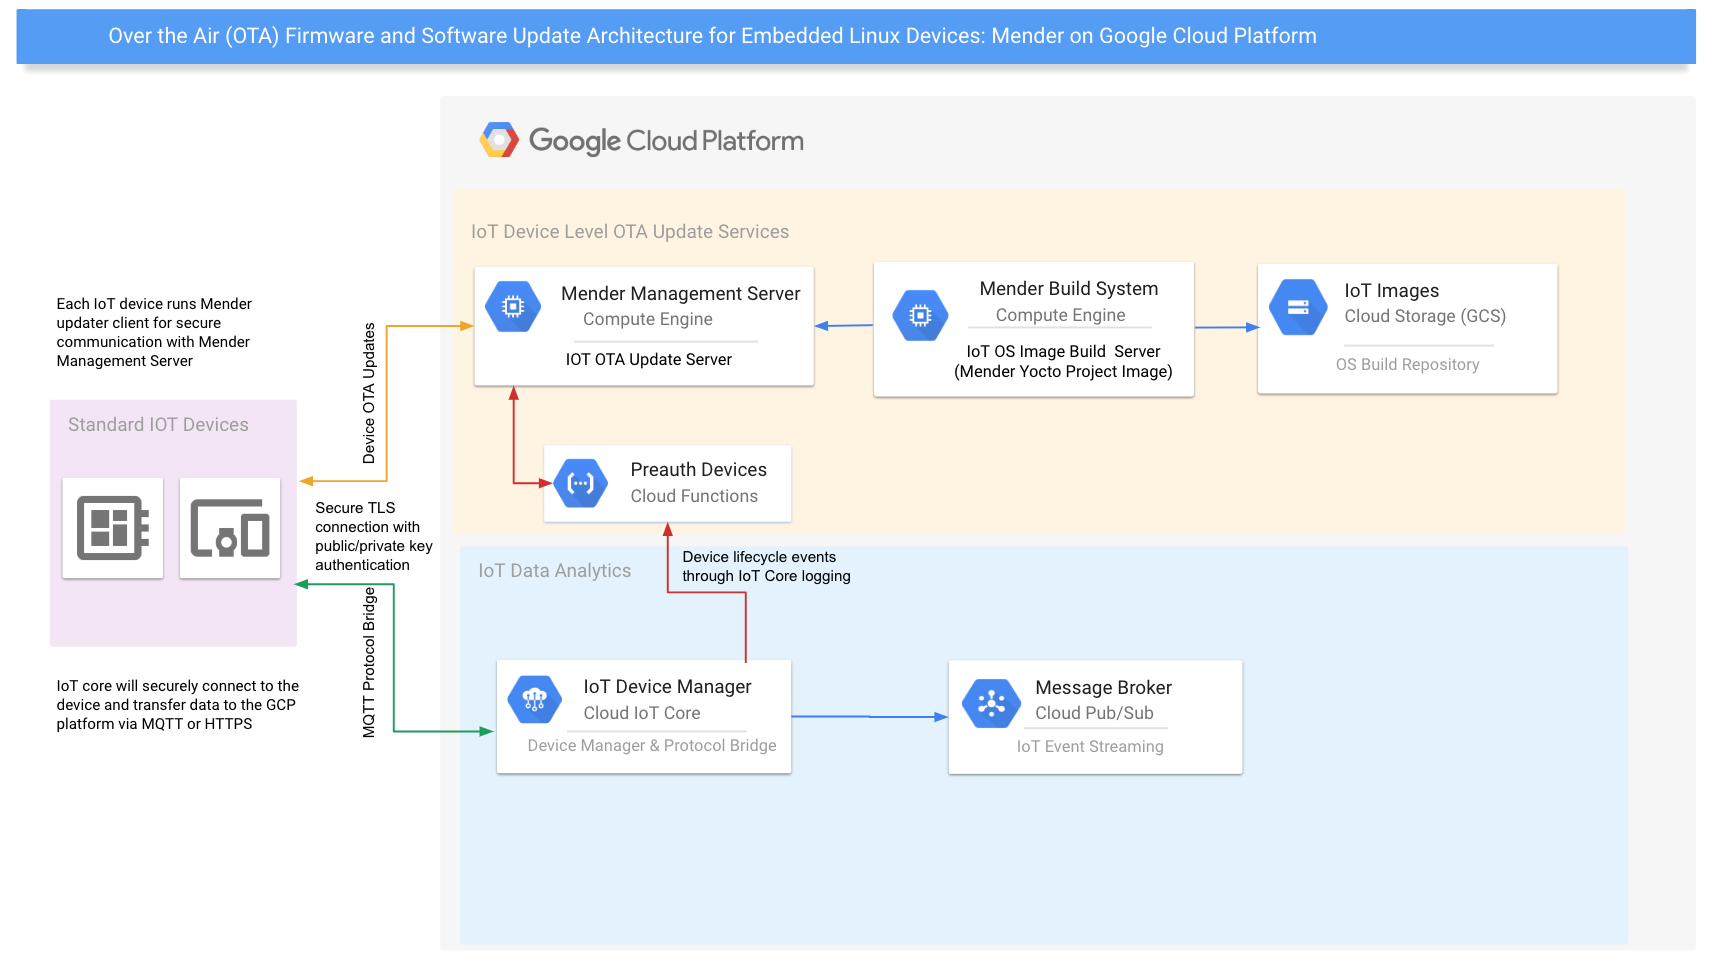 Over the Air (OTA) Firmware and Software Update Architecture for Embedded Linux Devices: Mender on Google Cloud Platform
Google Cloud Platform
IoT Device Level OTA Update Services
Mender Management Server
Compute Engine
IOT OTA Update Server
Mender Build System
Compute Engine
IoT OS Image Build  Server
(Mender Yocto Project Image)
IoT Images
Cloud Storage (GCS)
OS Build Repository
Each IoT device runs Mender
updater client for secure
communication with Mender
Management Server
Device OTA Updates
Standard IOT Devices
Preauth Devices
Cloud Functions
Secure TLS
connection with
public/private key
authentication
Device lifecycle events
through IoT Core logging
IoT Data Analytics
MQTT Protocol Bridge
IoT core will securely connect to the
device and transfer data to the GCP
platform via MQTT or HTTPS
IoT Device Manager
Cloud IoT Core
Device Manager & Protocol Bridge
Message Broker
Cloud Pub/Sub
IoT Event Streaming